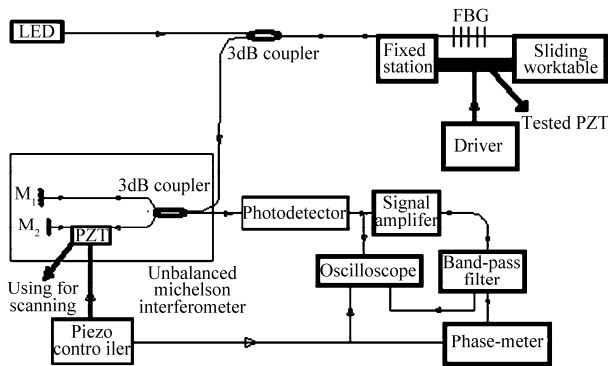 LED
3dB coupler
FBG
Fixed
station
Sliding
worktable
Tested PZT
Driver
M1
M2
3dB coupler
PZT
Photodetector
Signal
amplifer
Oscilloscope
Band-pass
filter
Using for
scanning
Unbalanced
michelson
interferometer
Piezo
contro iler
Phase-meter